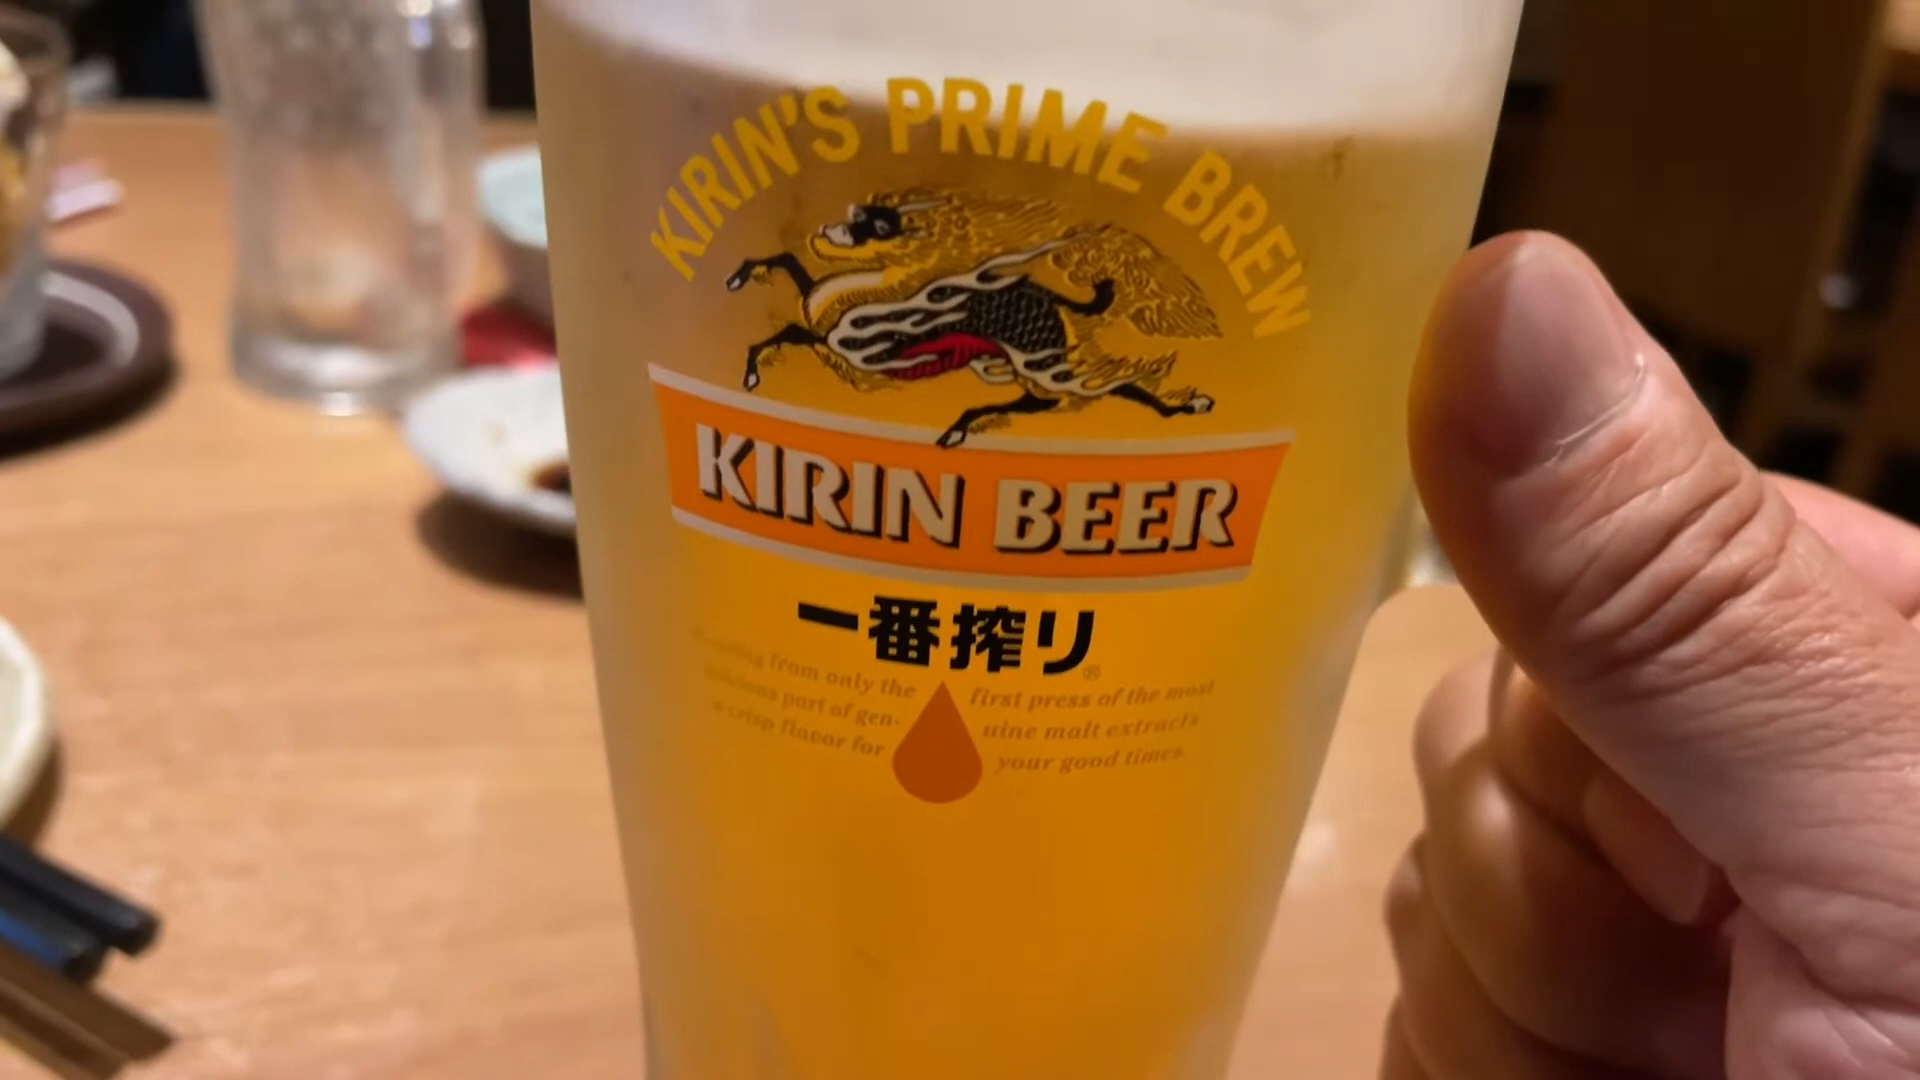 KIRIN'S PRIME BREW
KIRIN BEER
一番搾り
®
from only the first press of the most
part of gen- uine malt extracts
a crisp flavor for your good times